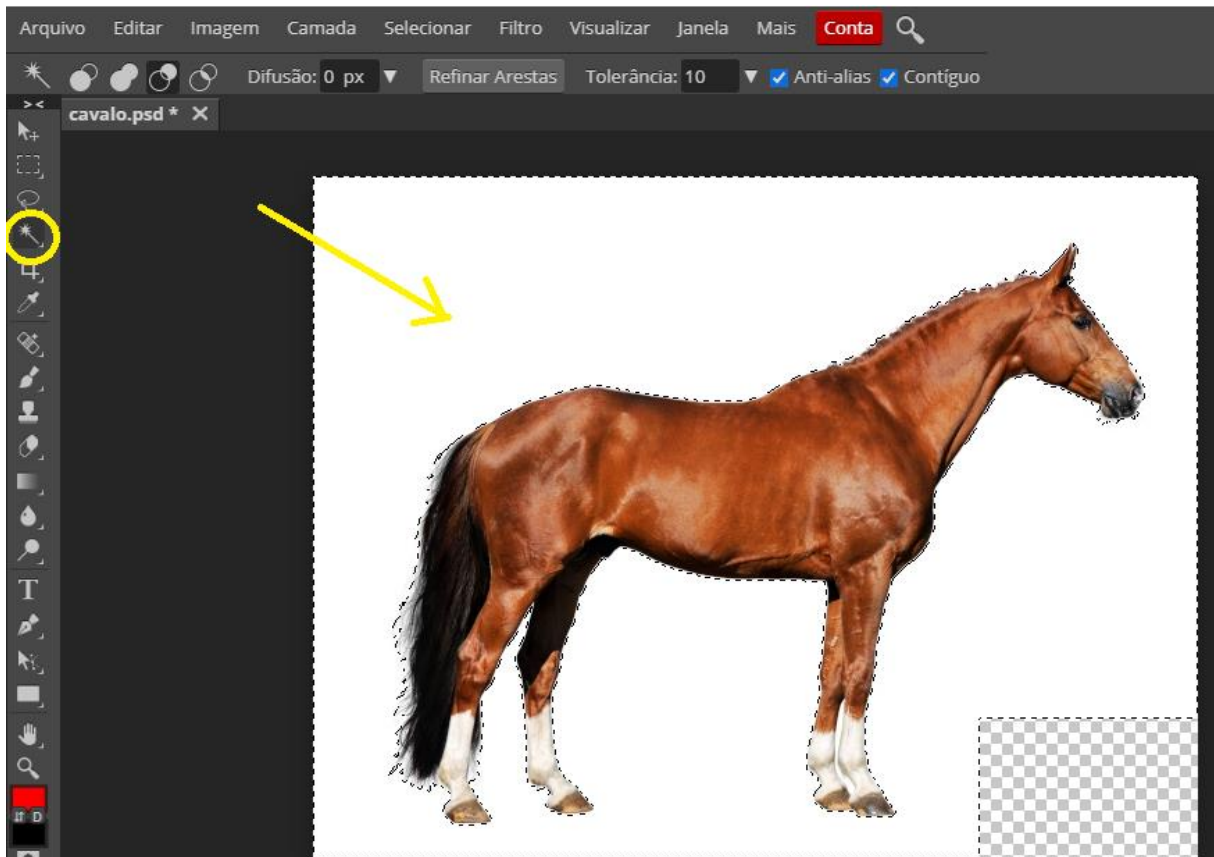 Arquivo Editar Imagem Camada Selecionar Filtro Visualizar Janela Mais Conta
Difusão: 0 px ▼ Refinar Arestas Tolerância: 10 ▼ Anti-alias Contíguo
cavalo.psd * ✕
T
D